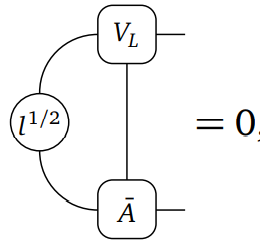 V_L
l^{1/2}
= 0,
Ā